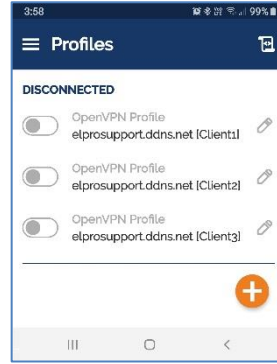 3:58
99%
Profiles
DISCONNECTED
OpenVPN Profile
elprosupport.ddns.net [Client1]
OpenVPN Profile
elprosupport.ddns.net [Client2]
OpenVPN Profile
elprosupport.ddns.net [Client3]